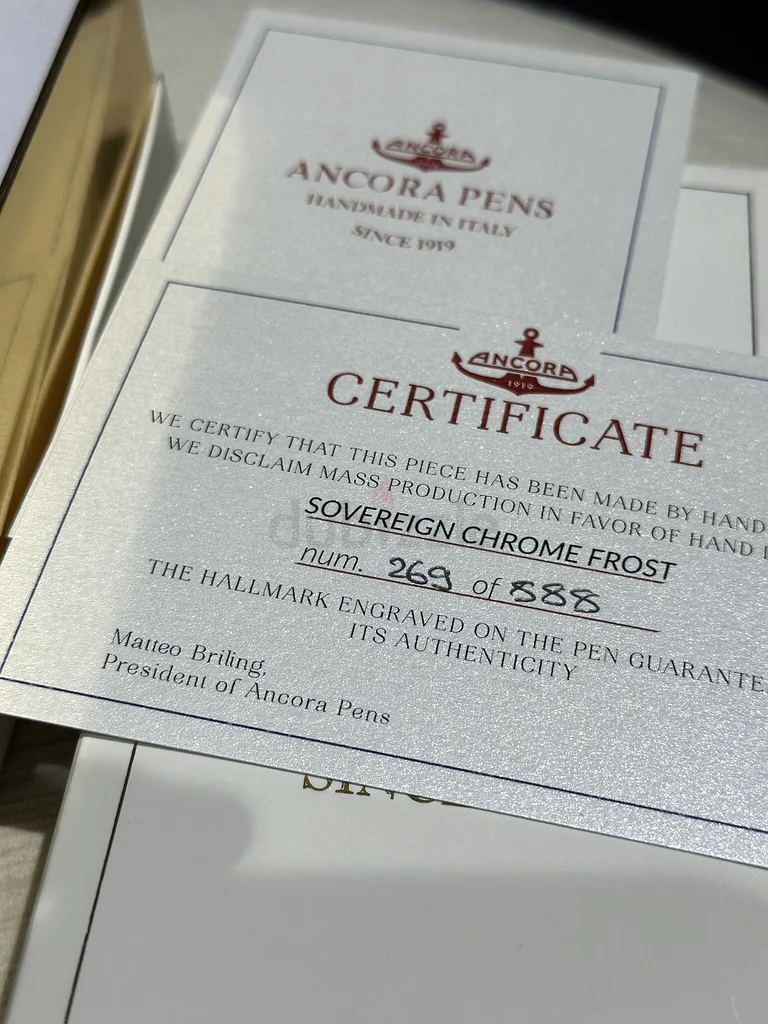 ANCORA
ANCORA PENS
HANDMADE IN ITALY
SINCE 1919
ANCORA
1919
CERTIFICATE
WE CERTIFY THAT THIS PIECE HAS BEEN MADE BY HAND
WE DISCLAIM MASS PRODUCTION IN FAVOR OF HAND
SOVEREIGN CHROME FROST
num. 269 of 888
THE HALLMARK ENGRAVED ON THE PEN GUARANTE
ITS AUTHENTICITY
Matteo Briling,
President of Ancora Pens